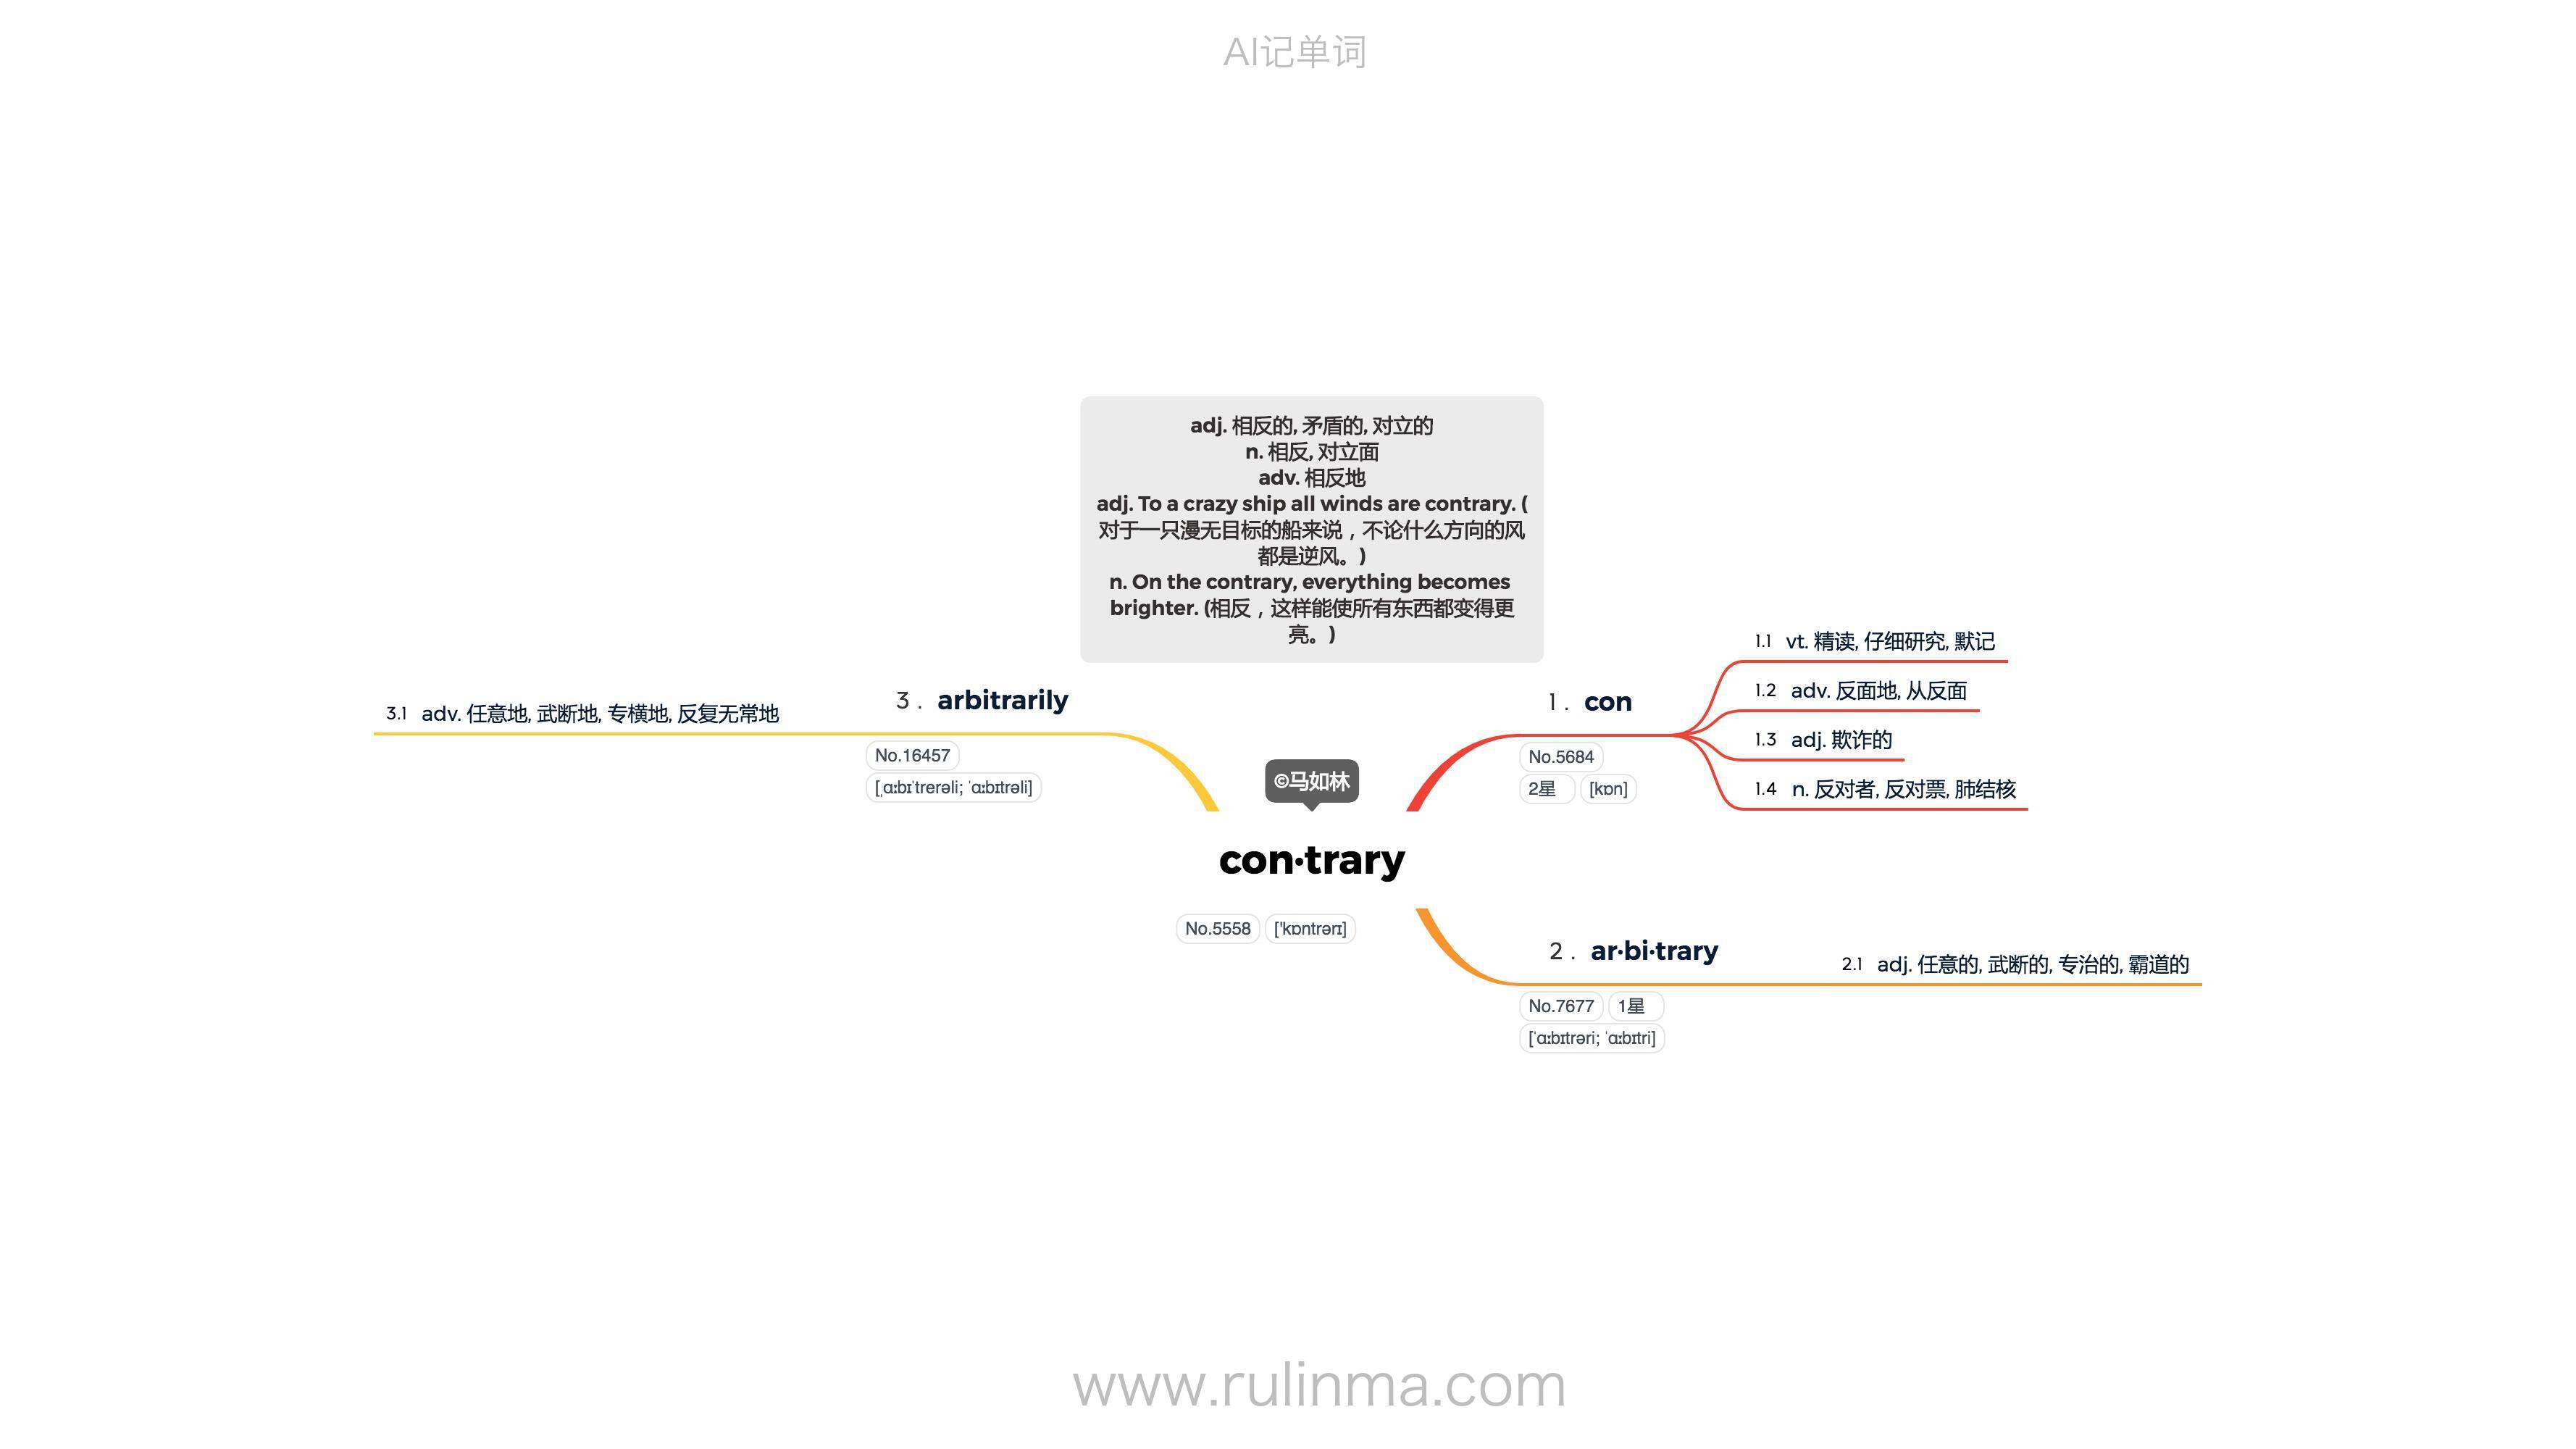 AI记单词
adj. 相反的, 矛盾的, 对立的
n. 相反, 对立面
adv. 相反地
adj. To a crazy ship all winds are contrary. (
对于一只漫无目标的船来说，不论什么方向的风
都是逆风。)
n. On the contrary, everything becomes
brighter. (相反，这样能使所有东西都变得更
亮。)
©马如林
con·trary
No.5558 ['kɒntrərɪ]
1. con
No.5684
2星 [kɒn]
1.1 vt. 精读, 仔细研究, 默记
1.2 adv. 反面地, 从反面
1.3 adj. 欺诈的
1.4 n. 反对者, 反对票, 肺结核
2. ar·bi·trary
No.7677 1星
[ˈɑːbɪtrəri; ˈɑːbɪtri]
2.1 adj. 任意的, 武断的, 专治的, 霸道的
3. arbitrarily
No.16457
[ˌɑːbɪˈtrerəli; ˈɑːbɪtrəli]
3.1 adv. 任意地, 武断地, 专横地, 反复无常地
www.rulinma.com